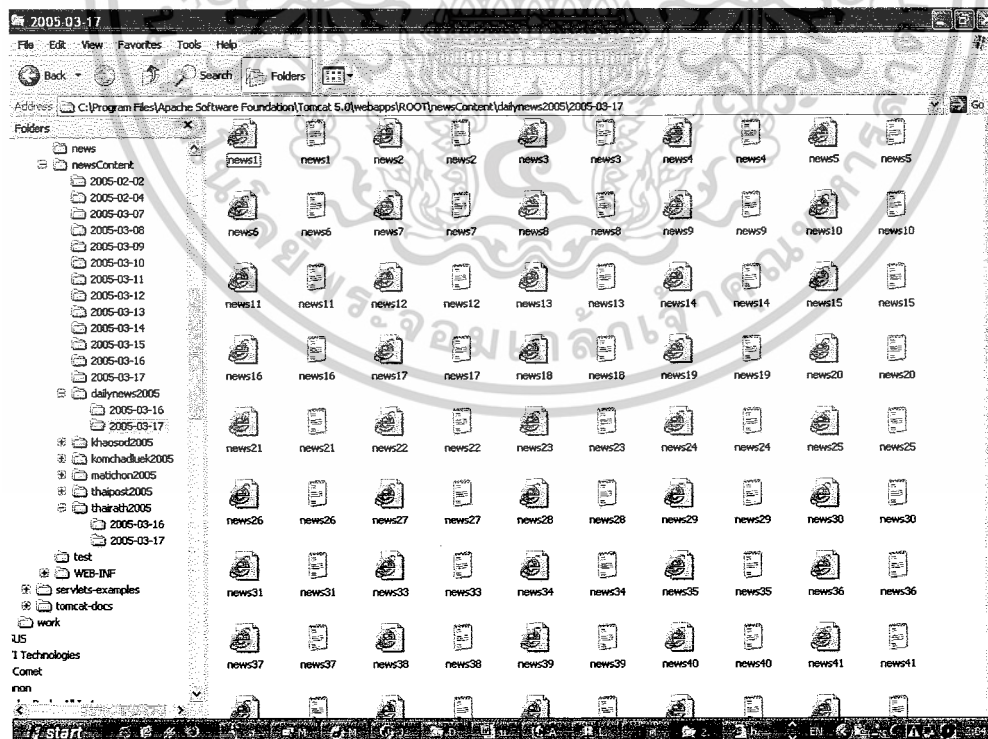 2005-03-17
File Edit View Favorites Tools Help
Back Search Folders
Address C:\Program Files\Apache Software Foundation\Tomcat 5.0\webapps\ROOT\newsContent\dailynews2005\2005-03-17 Go
Folders
news
newsContent
2005-02-02
2005-02-04
2005-03-07
2005-03-08
2005-03-09
2005-03-10
2005-03-11
2005-03-12
2005-03-13
2005-03-14
2005-03-15
2005-03-16
2005-03-17
dailynews2005
2005-03-16
2005-03-17
khaosod2005
komchadluek2005
matichon2005
thaipost2005
thairath2005
2005-03-16
2005-03-17
test
WEB-INF
servlets-examples
tomcat-docs
work
Technologies
Comet
news1 news1 news2 news2 news3 news3 news4 news4 news5 news5
news6 news6 news7 news7 news8 news8 news9 news9 news10 news10
news11 news11 news12 news12 news13 news13 news14 news14 news15 news15
news16 news16 news17 news17 news18 news18 news19 news19 news20 news20
news21 news21 news22 news22 news23 news23 news24 news24 news25 news25
news26 news26 news27 news27 news28 news28 news29 news29 news30 news30
news31 news31 news33 news33 news34 news34 news35 news35 news36 news36
news37 news37 news38 news38 news39 news39 news40 news40 news41 news41
start
EN
2:04